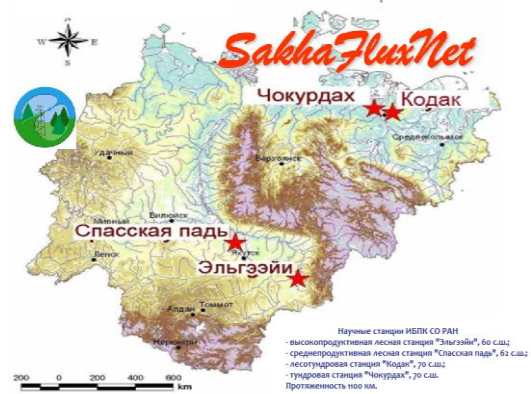 SakhaFluxNet
N
W
E
S
Чокурдах
Кодак
Среднеколымск
Удачный
Верхоянск
Мирный
Вилюйск
Спасская падь
Якутск
Ленск
Эльгээйи
Алдан
Томмот
Нерюнгри
Научные станции ИБПК СО РАН
- высокопродуктивная лесная станция "Эльгээйи", 60 с.ш.;
- среднепродуктивная лесная станция "Спасская падь", 62 с.ш.;
- лесотундровая станция "Кодак", 70 с.ш.;
- тундровая станция "Чокурдах", 70 с.ш.
Протяженность 1100 км.
200 0 200 400 600
km